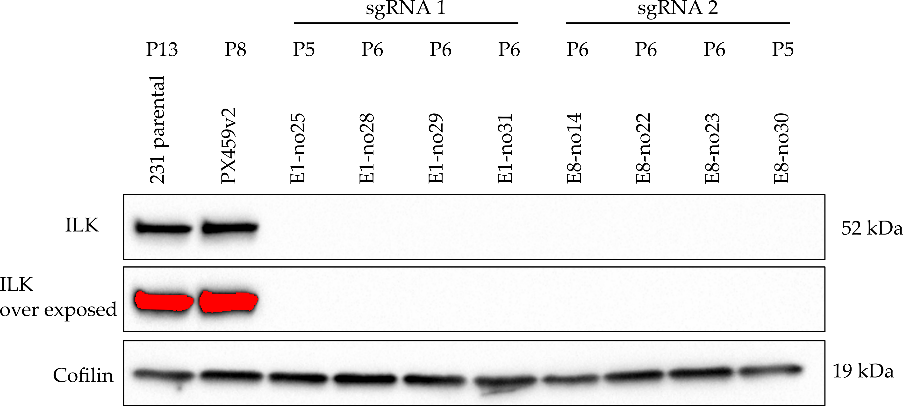 sgRNA 1 sgRNA 2
P13 P8 P5 P6 P6 P6 P6 P6 P6 P5
231 parental PX459v2 E1-no25 E1-no28 E1-no29 E1-no31 E8-no14 E8-no22 E8-no23 E8-no30
ILK 52 kDa
ILK
over exposed
Cofilin 19 kDa